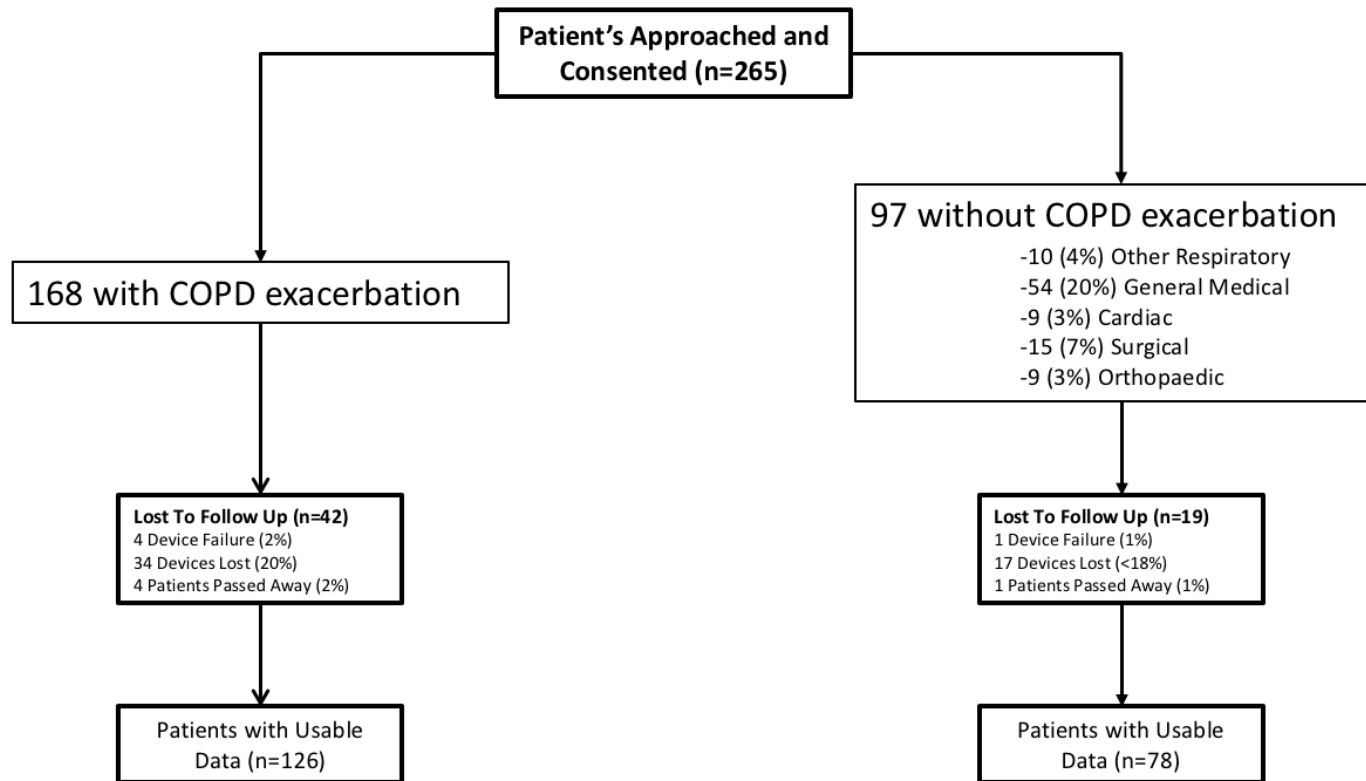 Patient’s Approached and
Consented (n=265)
168 with COPD exacerbation
97 without COPD exacerbation
-10 (4%) Other Respiratory
-54 (20%) General Medical
-9 (3%) Cardiac
-15 (7%) Surgical
-9 (3%) Orthopaedic
Lost To Follow Up (n=42)
4 Device Failure (2%)
34 Devices Lost (20%)
4 Patients Passed Away (2%)
Lost To Follow Up (n=19)
1 Device Failure (1%)
17 Devices Lost (<18%)
1 Patients Passed Away (1%)
Patients with Usable
Data (n=126)
Patients with Usable
Data (n=78)